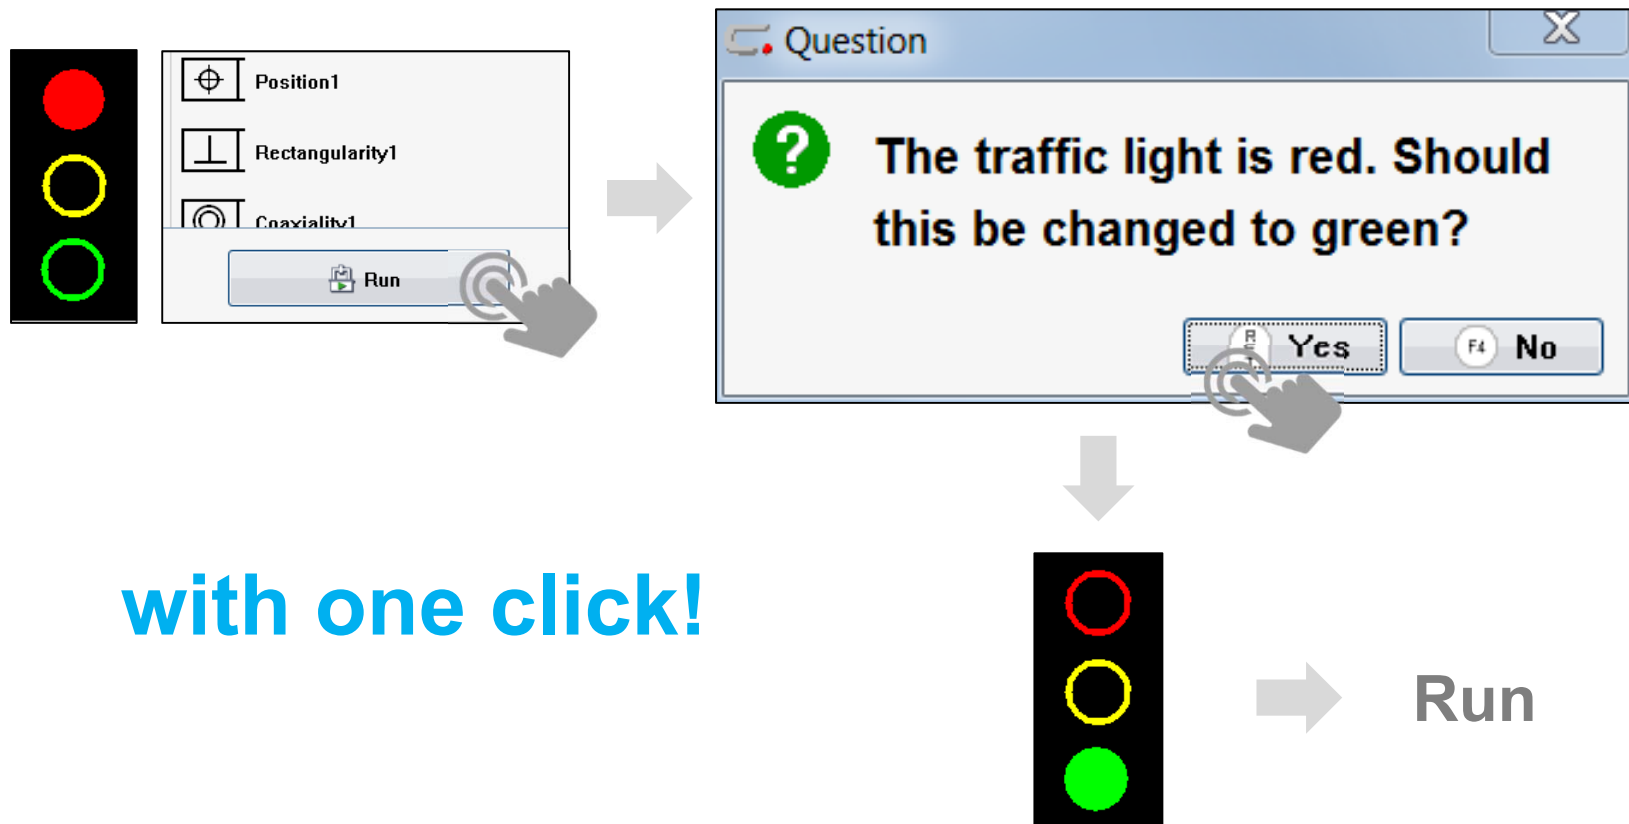 Position1
Rectangularity1
Coaxiality1
Run
Question
X
The traffic light is red. Should
this be changed to green?
Yes
F4 No
with one click!
Run